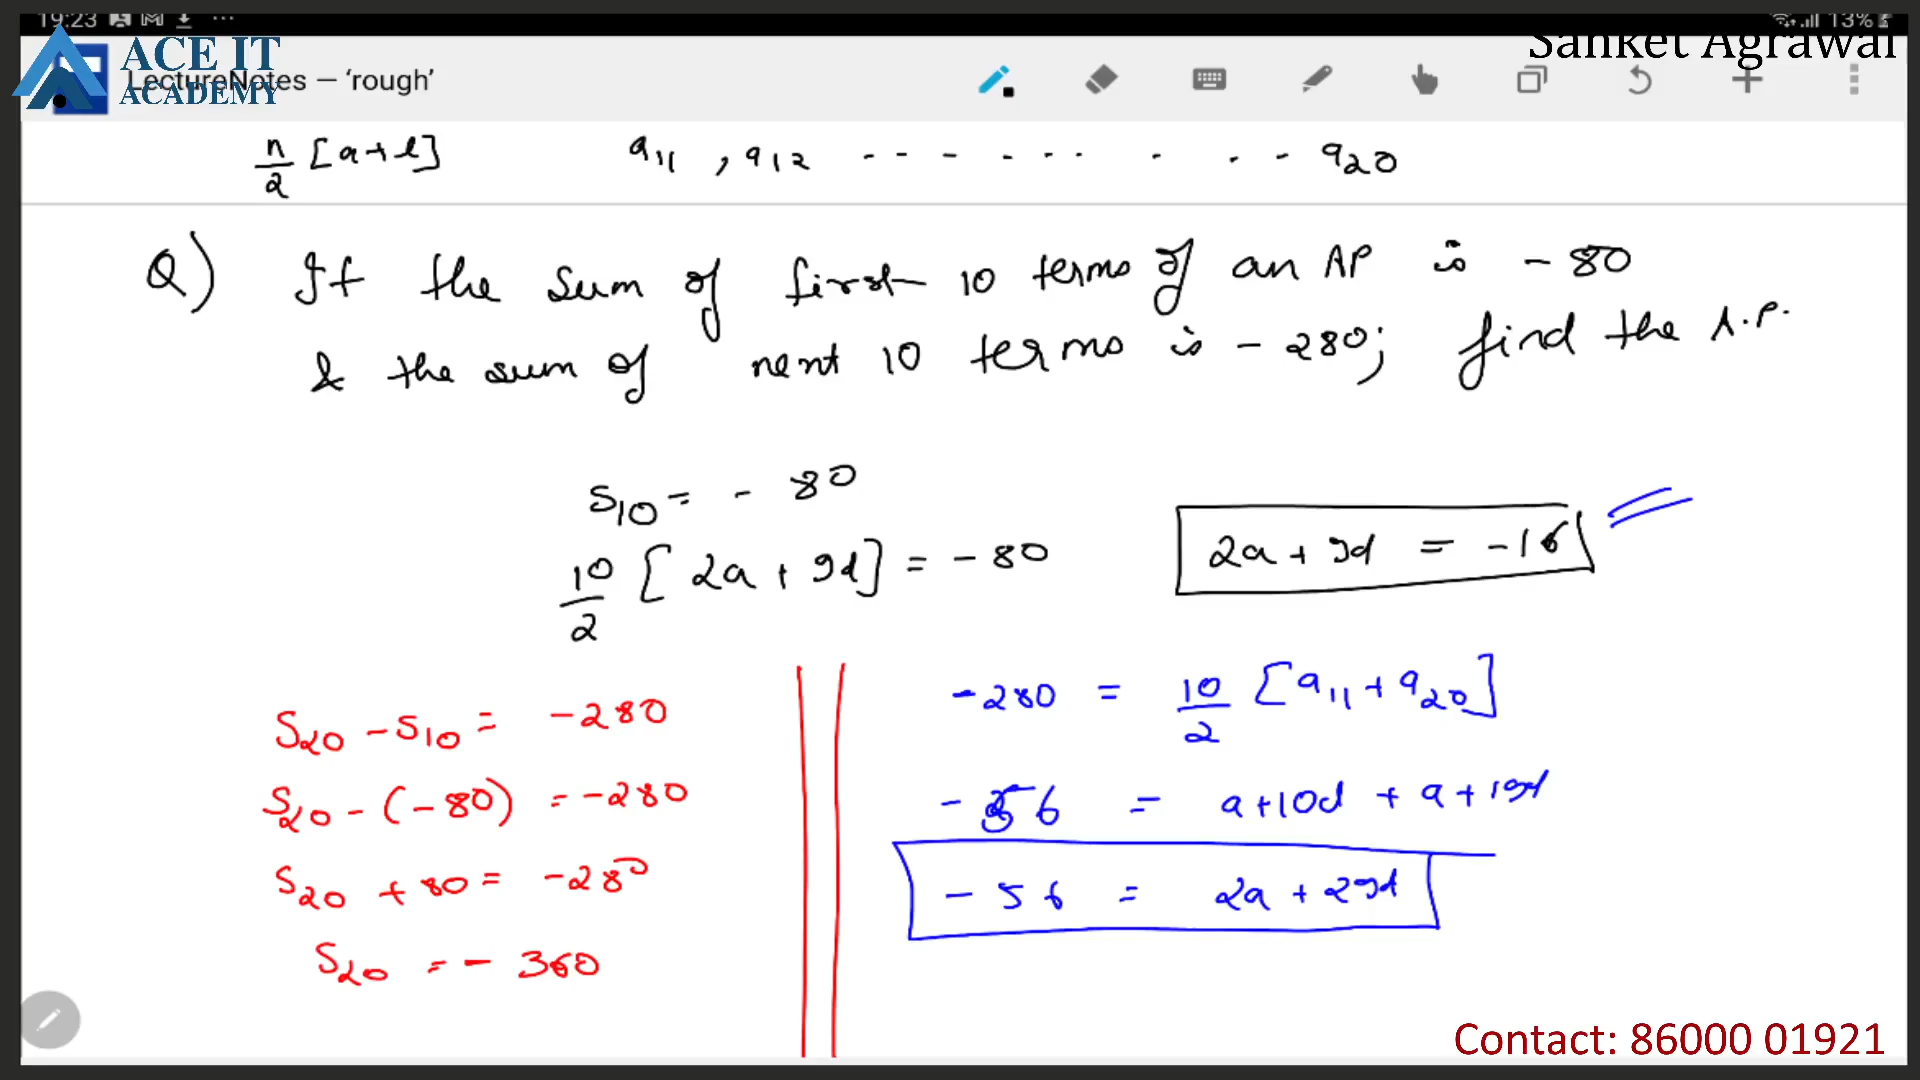 19:23
13%
Sanket Agrawal
ACE IT
ACADEMY
LectureNotes — ‘rough’
n/2 [a+l]
a11 , a12 - - - - - - - - - - a20
Q) If the sum of first 10 terms of an AP is - 80
& the sum of next 10 terms is - 280; find the A.P.
S10 = - 80
10/2 [2a + 9d] = - 80
2a + 9d = -16
S20 - S10 = -280
S20 - (-80) = -280
S20 + 80 = -280
S20 = - 360
-280 = 10/2 [a11 + a20]
- 56 = a+10d + a+19d
- 56 = 2a + 29d
Contact: 86000 01921